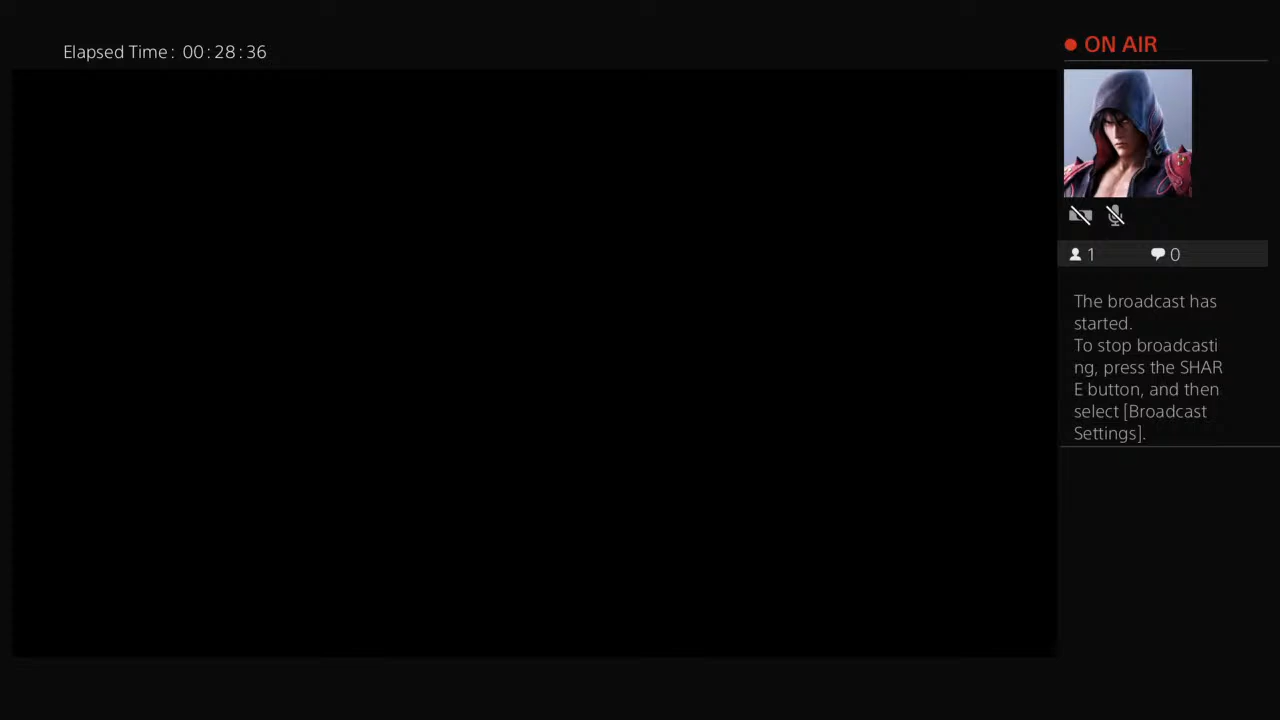 Elapsed Time: 00:28:36
ON AIR
1 0
The broadcast has
started.
To stop broadcasti
ng, press the SHAR
E button, and then
select [Broadcast
Settings].